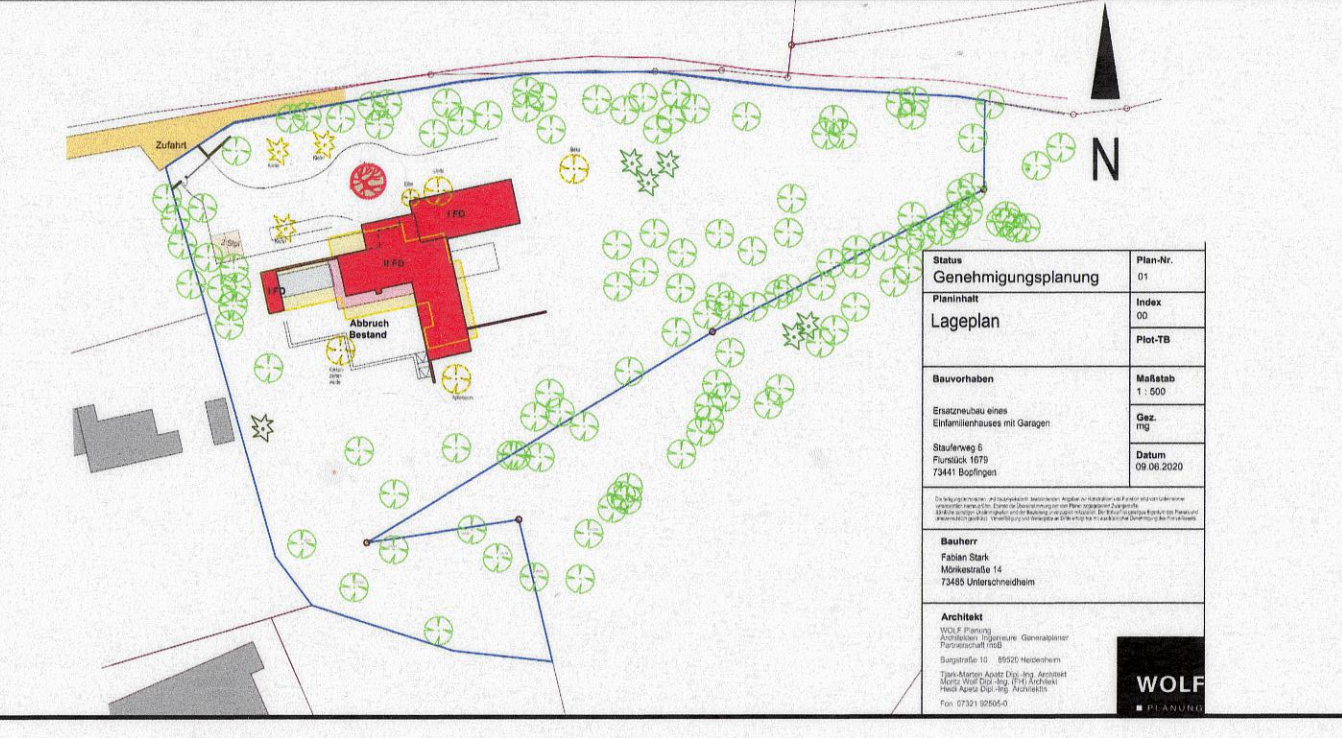 Zufahrt
N
2 Stpl
I FD
II FD
I FD
Abbruch
Bestand
Status
Genehmigungsplanung
Plan-Nr.
01
Planinhalt
Lageplan
Index
00
Plot-TB
Bauvorhaben
Ersatzneubau eines
Einfamilienhauses mit Garagen
Stauferweg 6
Flurstück 1679
73441 Bopfingen
Maßstab
1 : 500
Gez.
mg
Datum
09.06.2020
Bauherr
Fabian Stark
Mörikestraße 14
73485 Unterschneidheim
Architekt
WOLF Planung
Architekten Ingenieure Generalplaner
Partnerschaft mbB
Burgstraße 10 89520 Heidenheim
Tjark-Marten Apetz Dipl.-Ing. Architekt
Moritz Wolf Dipl.-Ing. (FH) Architekt
Heidi Apetz Dipl.-Ing. Architektin
Fon 07321 92505-0
WOLF
PLANUNG